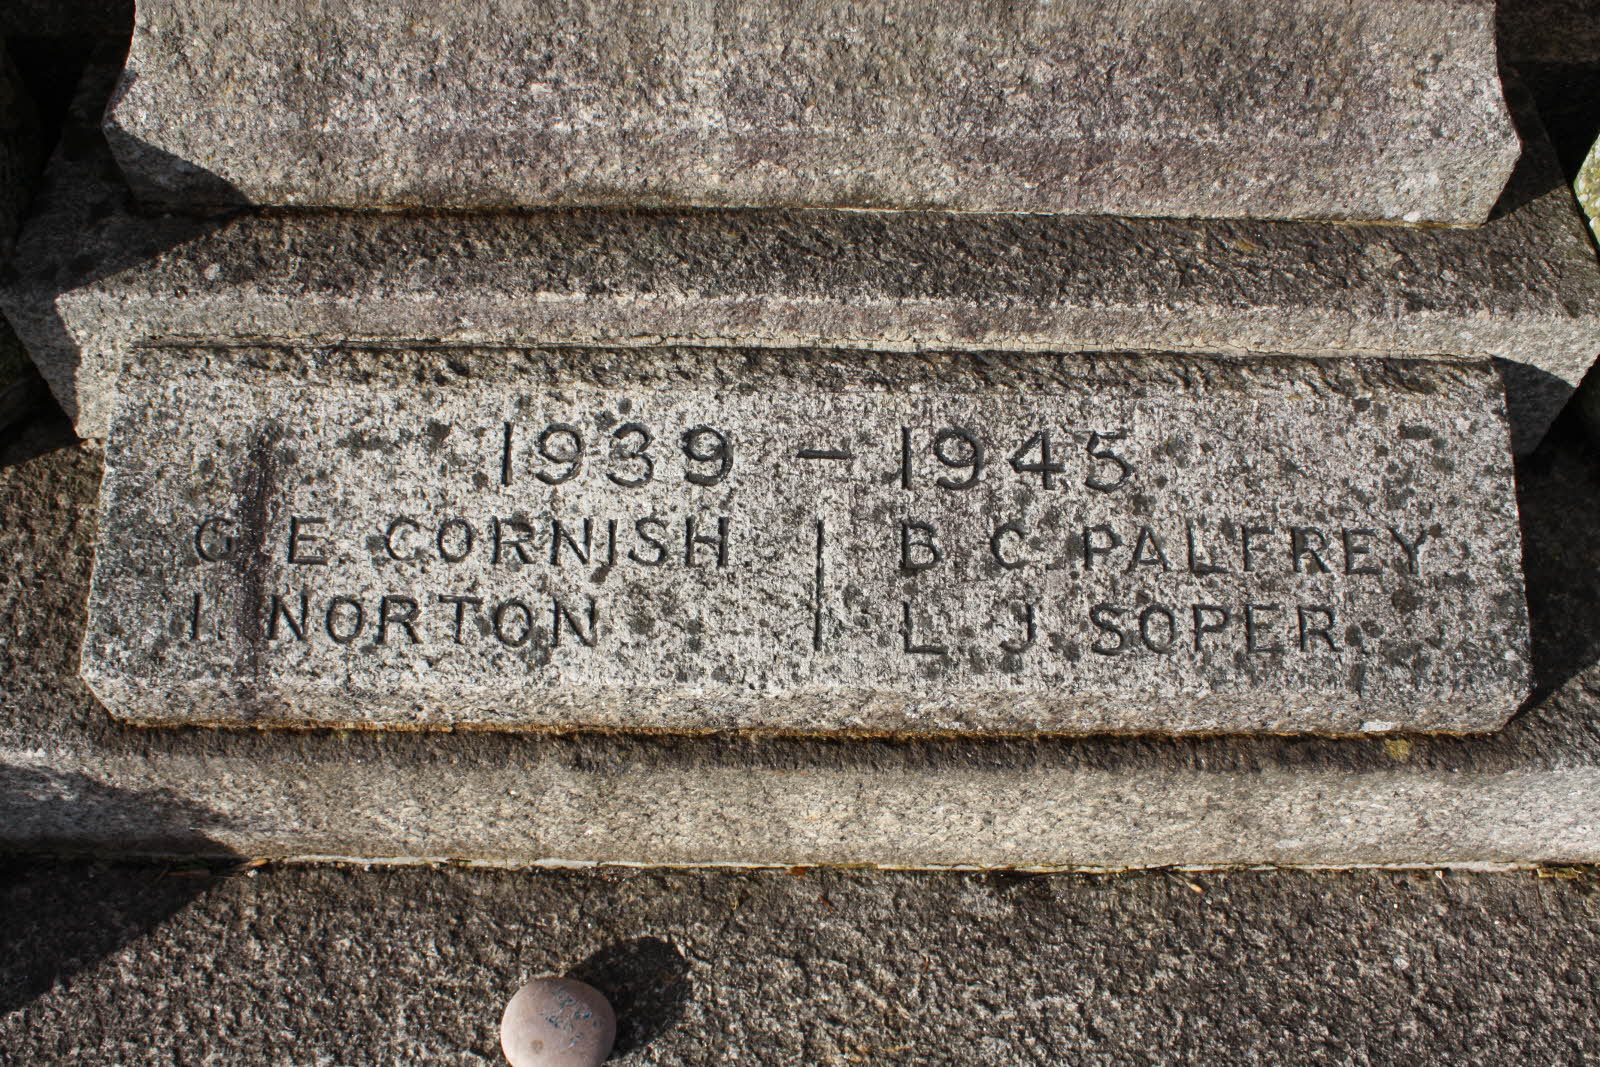 1939 – 1945
G E CORNISH | B C PALFREY
I NORTON | L J SOPER